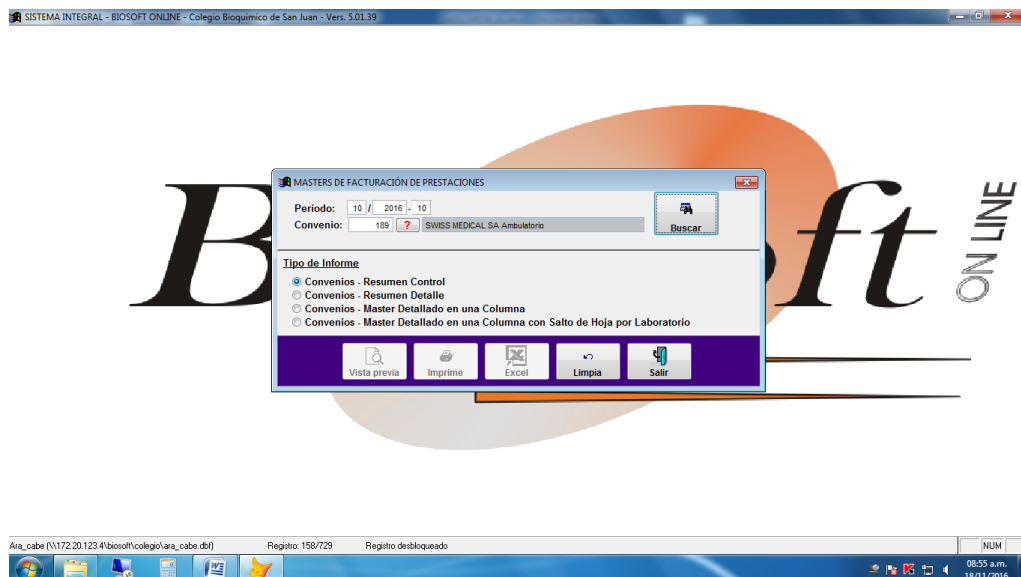 SISTEMA INTEGRAL - BIOSOFT ONLINE - Colegio Bioquimico de San Juan - Vers. 5.01.39
MASTERS DE FACTURACIÓN DE PRESTACIONES
Período: 10 / 2016 - 10
Convenio: 189 ? SWISS MEDICAL SA Ambulatorio
Buscar
Tipo de Informe
Convenios - Resumen Control
Convenios - Resumen Detalle
Convenios - Master Detallado en una Columna
Convenios - Master Detallado en una Columna con Salto de Hoja por Laboratorio
Vista previa Imprime Excel Limpia Salir
B ft
ON LINE
Ara_cabe (\\172.20.123.4\biosoft\colegio\ara_cabe.dbf) Registro: 158/729 Registro desbloqueado NUM
08:55 a.m.
18/11/2016